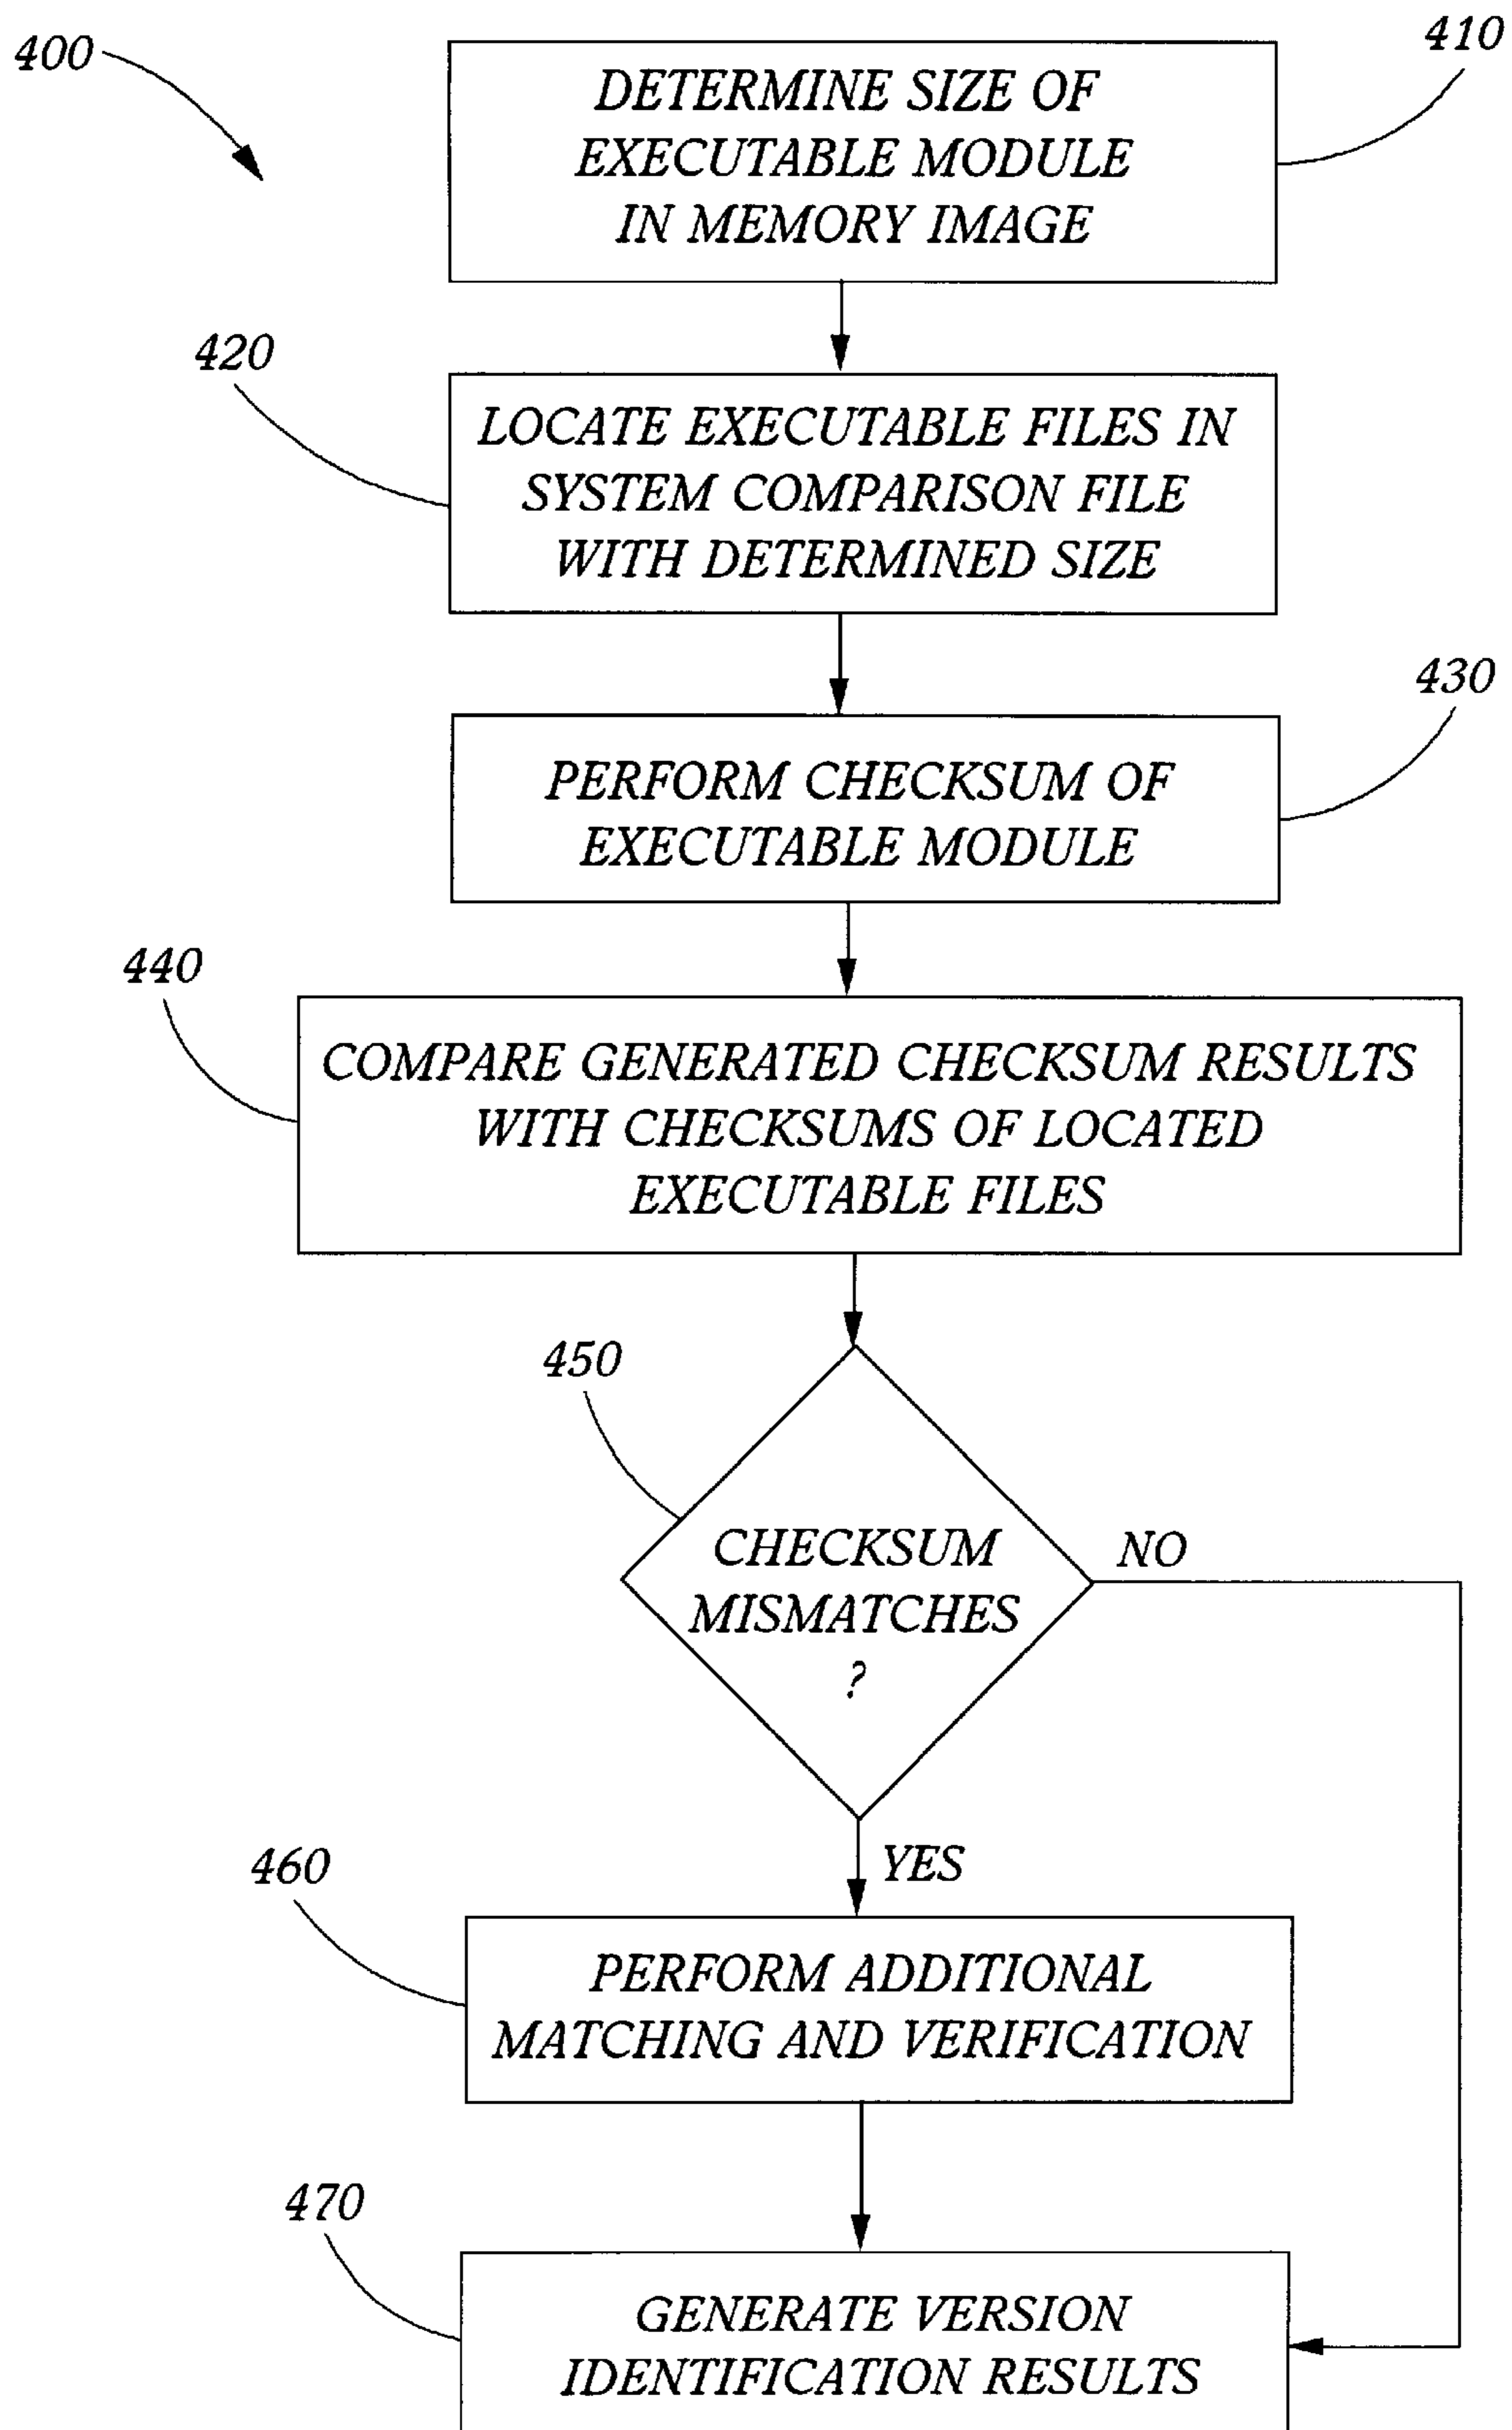 400
410
DETERMINE SIZE OF
EXECUTABLE MODULE
IN MEMORY IMAGE
420
LOCATE EXECUTABLE FILES IN
SYSTEM COMPARISON FILE
WITH DETERMINED SIZE
430
PERFORM CHECKSUM OF
EXECUTABLE MODULE
440
COMPARE GENERATED CHECKSUM RESULTS
WITH CHECKSUMS OF LOCATED
EXECUTABLE FILES
450
CHECKSUM
MISMATCHES
?
NO
YES
460
PERFORM ADDITIONAL
MATCHING AND VERIFICATION
470
GENERATE VERSION
IDENTIFICATION RESULTS